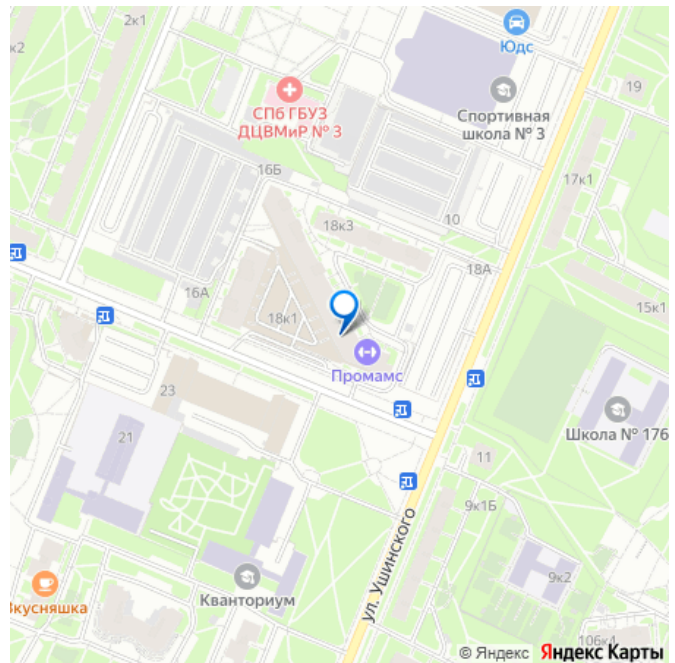 2к1
к2
Юдс
19
СПб ГБУЗ
ДЦВМиР № 3
Спортивная
школа № 3
16Б
17к1
10
18к3
18А
16А
15к1
18к1
Промамс
23
Школа № 176
21
11
9к1Б
ул. Ушинского
9к2
Кванториум
Вкусняшка
106к4
© Яндекс Яндекс Карты